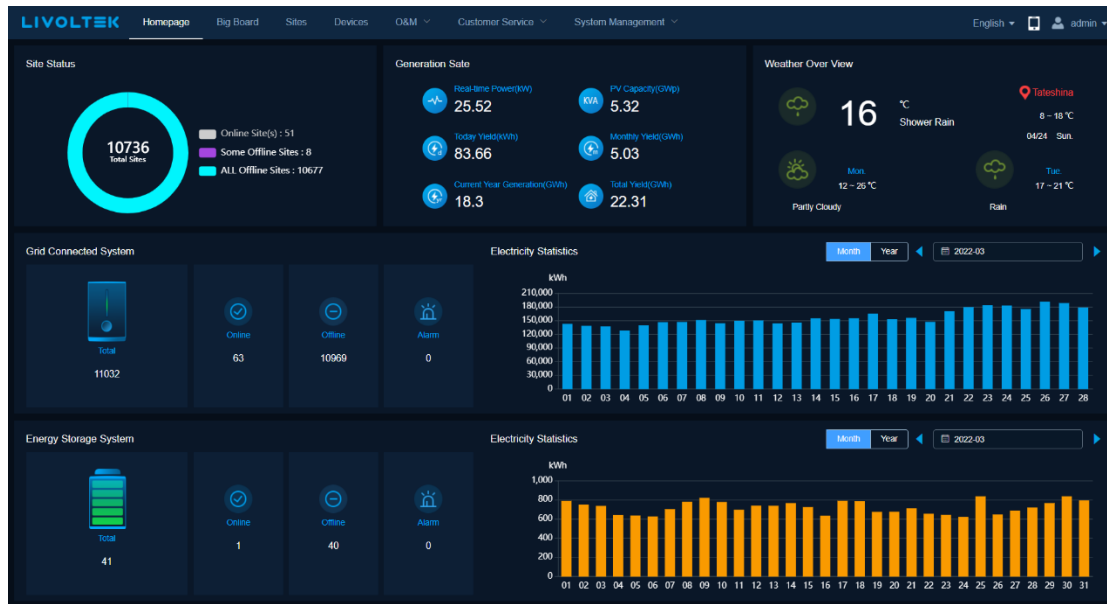 LIVOLTEK Homepage Big Board Sites Devices O&M Customer Service System Management English admin
Site Status
10736
Total Sites
Online Site(s) : 51
Some Offline Sites : 8
ALL Offline Sites : 10677
Generation Sate
Real-time Power(kW)
25.52
KVA
PV Capacity(GWp)
5.32
Today Yield(kWh)
83.66
Monthly Yield(GWh)
5.03
Current Year Generation(GWh)
18.3
Total Yield(GWh)
22.31
Weather Over View
16 °C
Shower Rain
Tateshina
8 ~ 18 °C
04/24 Sun.
Mon.
12 ~ 26 °C
Partly Cloudy
Tue.
17 ~ 21 °C
Rain
Grid Connected System
Total
11032
Online
63
Offline
10969
Alarm
0
Electricity Statistics
Month Year 2022-03
kWh
210,000
180,000
150,000
120,000
90,000
60,000
30,000
0
01 02 03 04 05 06 07 08 09 10 11 12 13 14 15 16 17 18 19 20 21 22 23 24 25 26 27 28
Energy Storage System
Total
41
Online
1
Offline
40
Alarm
0
Electricity Statistics
Month Year 2022-03
kWh
1,000
800
600
400
200
0
01 02 03 04 05 06 07 08 09 10 11 12 13 14 15 16 17 18 19 20 21 22 23 24 25 26 27 28 29 30 31